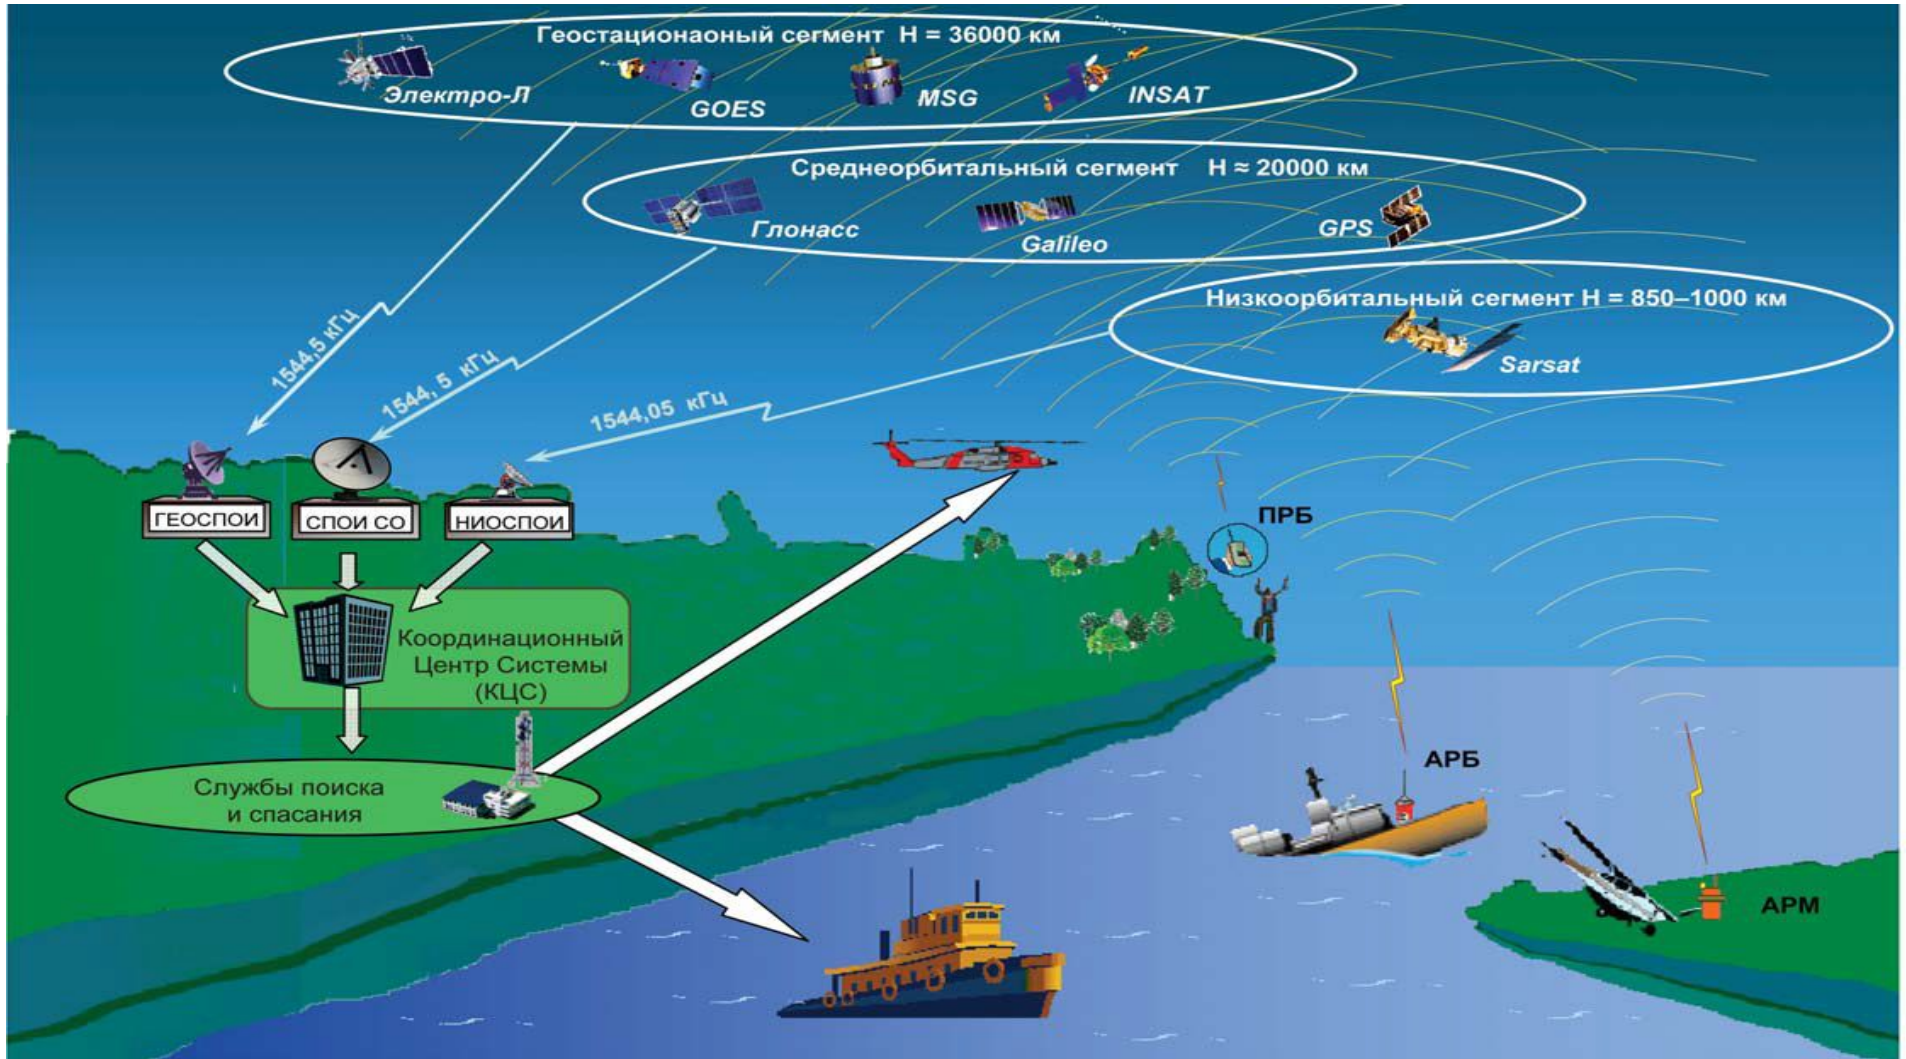 Геостационаоный сегмент H = 36000 км
Электро-Л
GOES
MSG
INSAT
Среднеорбитальный сегмент H ≈ 20000 км
Глонасс
Galileo
GPS
Низкоорбитальный сегмент H = 850–1000 км
Sarsat
1544,5 кГц
1544, 5 кГц
1544,05 кГц
ГЕОСПОИ
СПОИ СО
НИОСПОИ
ПРБ
Координационный
Центр Системы
(КЦС)
Службы поиска
и спасания
АРБ
АРМ